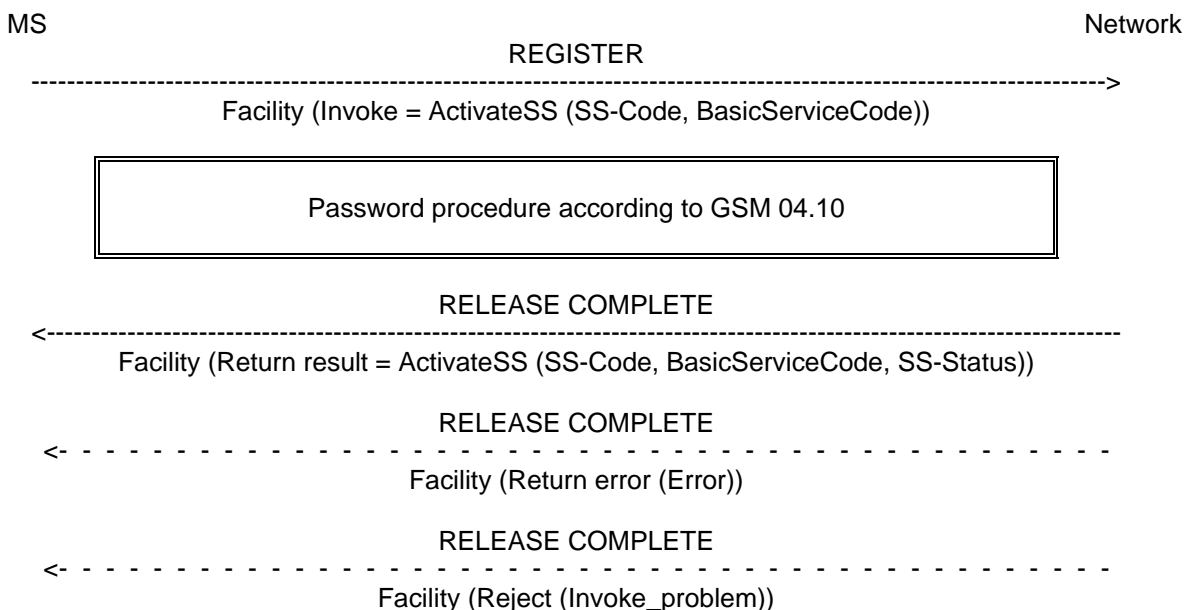 MS Network
REGISTER
Facility (Invoke = ActivateSS (SS-Code, BasicServiceCode))
Password procedure according to GSM 04.10
RELEASE COMPLETE
Facility (Return result = ActivateSS (SS-Code, BasicServiceCode, SS-Status))
RELEASE COMPLETE
Facility (Return error (Error))
RELEASE COMPLETE
Facility (Reject (Invoke_problem))